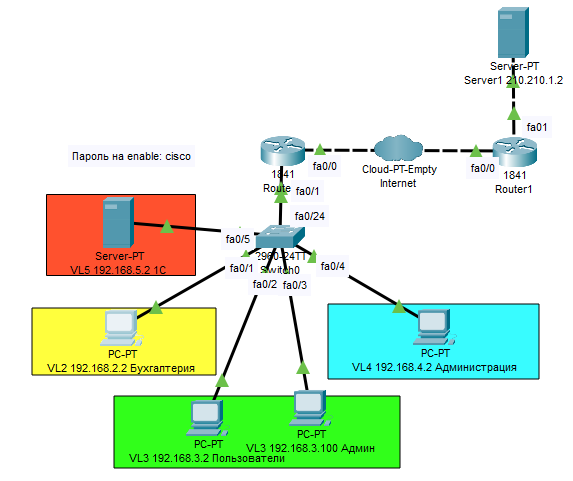 Server-PT
Server1 210.210.1.2
fa01
fa0/0
Cloud-PT-Empty
Internet
fa0/0
1841
Router1
1841
Route
fa0/1
Пароль на enable: cisco
fa0/24
fa0/5
2960-24TT
Switch0
fa0/1
fa0/2
fa0/3
fa0/4
Server-PT
VL5 192.168.5.2 1C
PC-PT
VL2 192.168.2.2 Бухгалтерия
PC-PT
VL4 192.168.4.2 Администрация
PC-PT
VL3 192.168.3.100 Админ
PC-PT
VL3 192.168.3.2 Пользователи